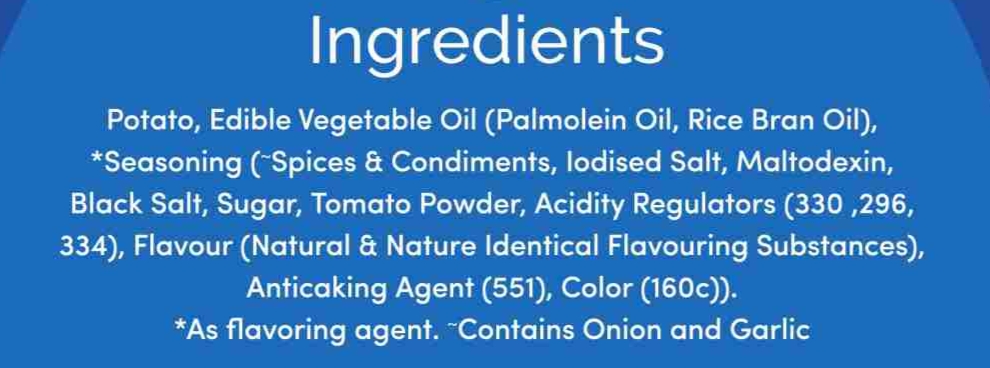 Ingredients
Potato, Edible Vegetable Oil (Palmolein Oil, Rice Bran Oil),
*Seasoning (~Spices & Condiments, Iodised Salt, Maltodexin,
Black Salt, Sugar, Tomato Powder, Acidity Regulators (330 ,296,
334), Flavour (Natural & Nature Identical Flavouring Substances),
Anticaking Agent (551), Color (160c)).
*As flavoring agent. ~Contains Onion and Garlic